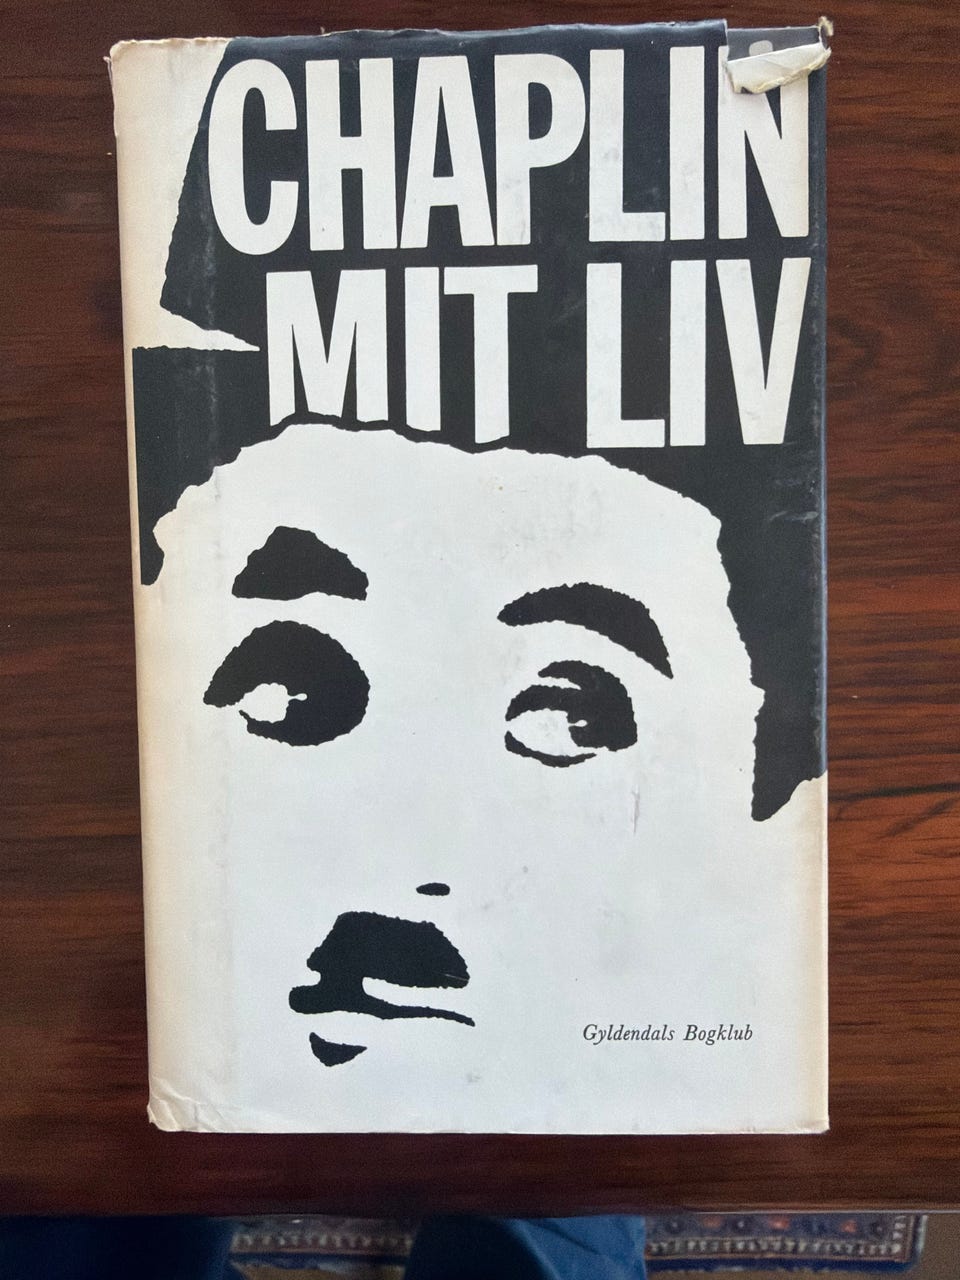 CHAPLIN
MIT LIV
Gyldendals Bogklub